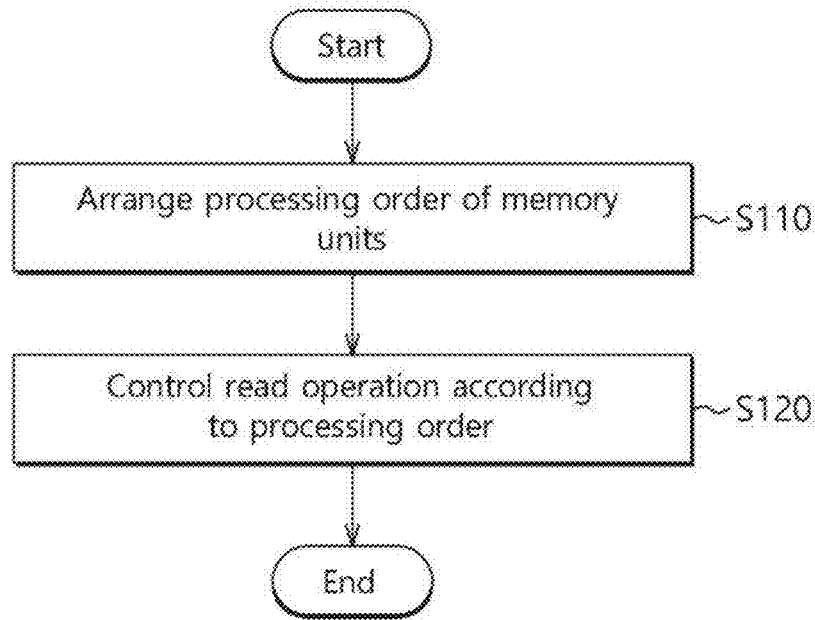 Start
Arrange processing order of memory
units
S110
Control read operation according
to processing order
S120
End